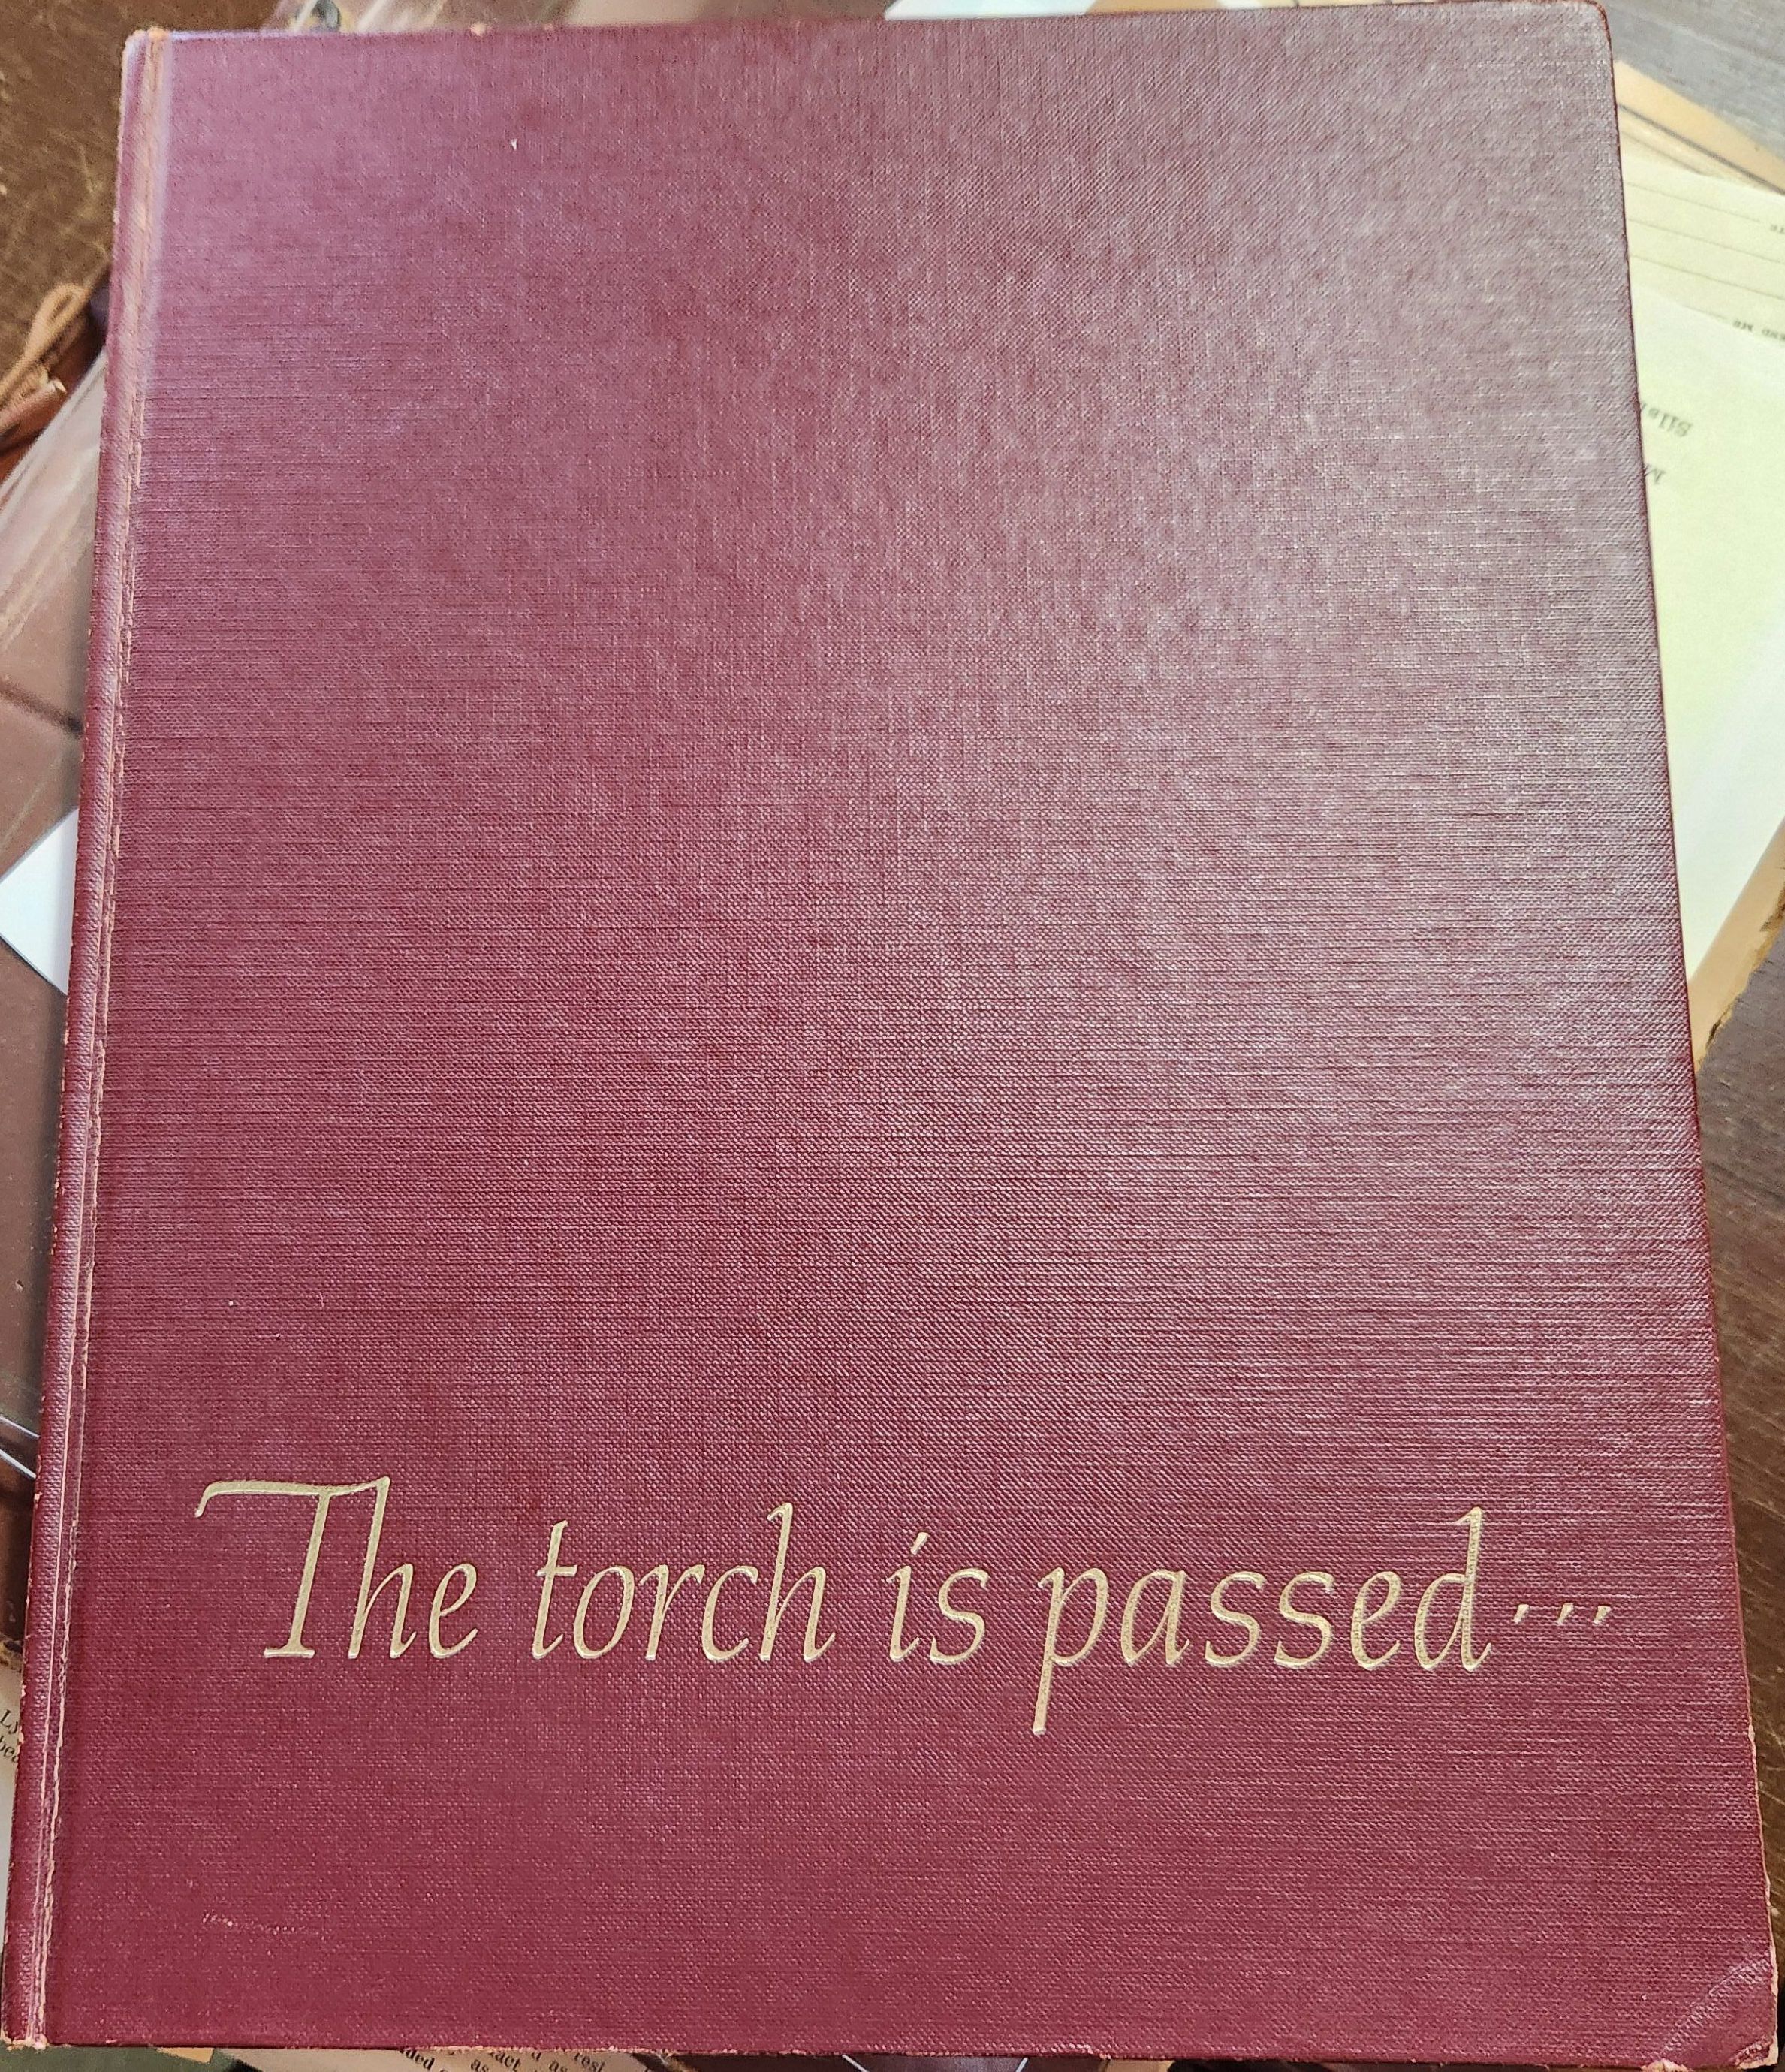 The torch is passed...